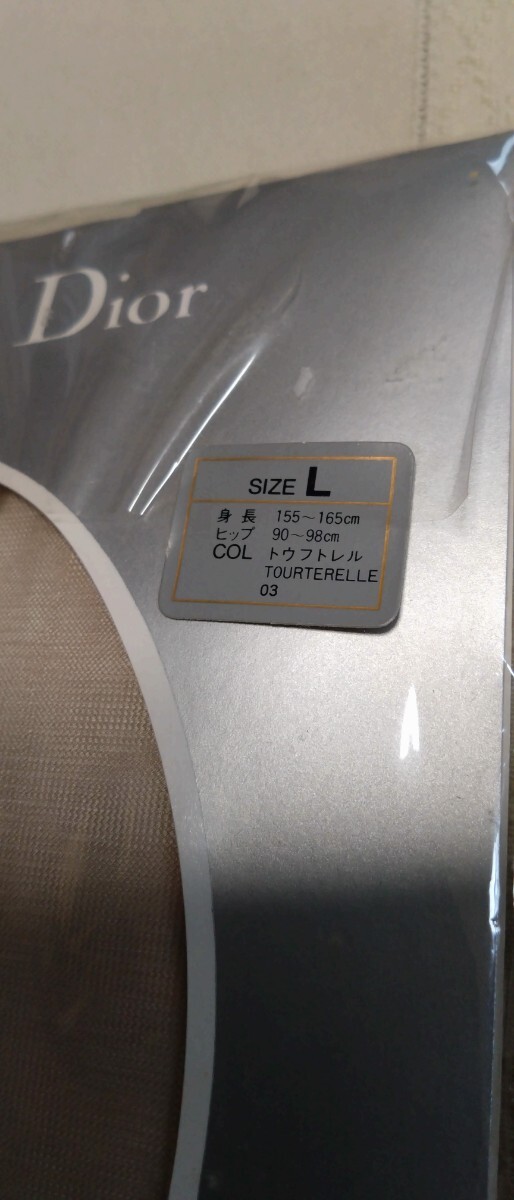 Dior
SIZE L
身長 155～165cm
ヒップ 90～98cm
COL トウフトレル
TOURTERELLE
03